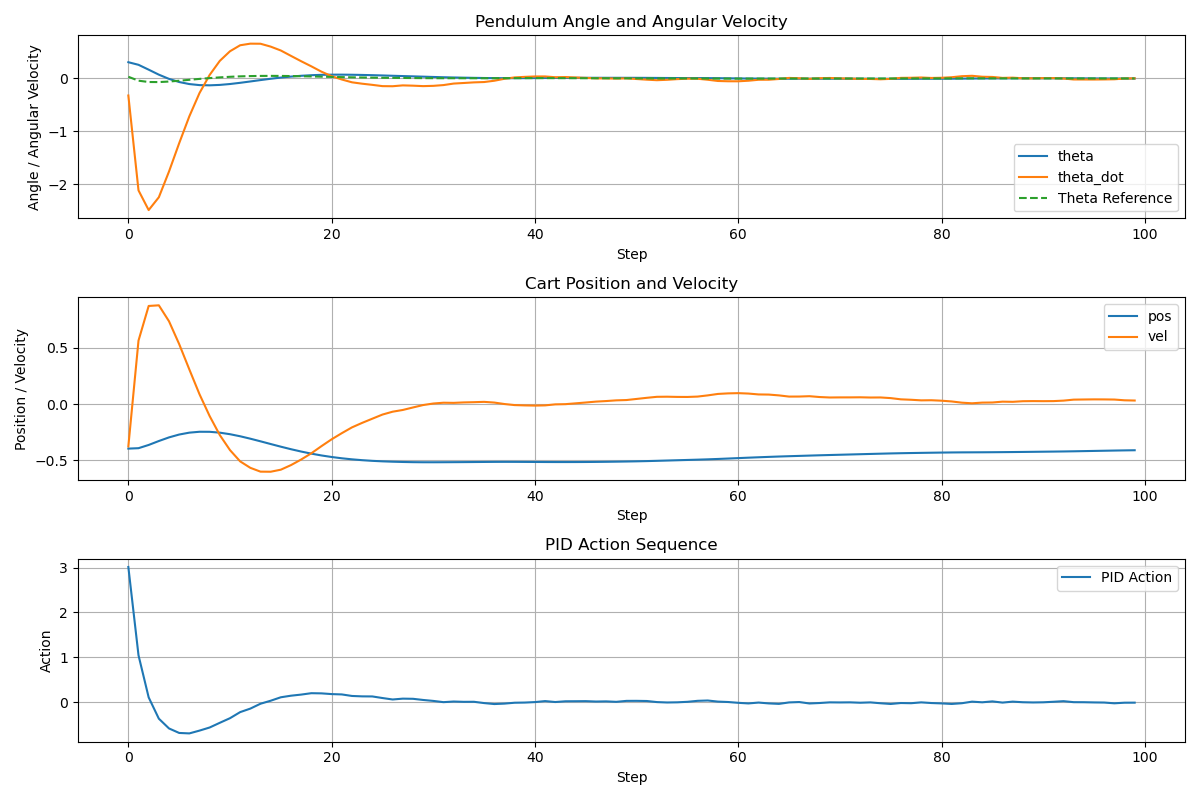 Pendulum Angle and Angular Velocity
Angle / Angular Velocity
0
−1
−2
theta
theta_dot
Theta Reference
0 20 40 60 80 100
Step
Cart Position and Velocity
Position / Velocity
0.5
0.0
−0.5
pos
vel
0 20 40 60 80 100
Step
PID Action Sequence
Action
3
2
1
0
PID Action
0 20 40 60 80 100
Step